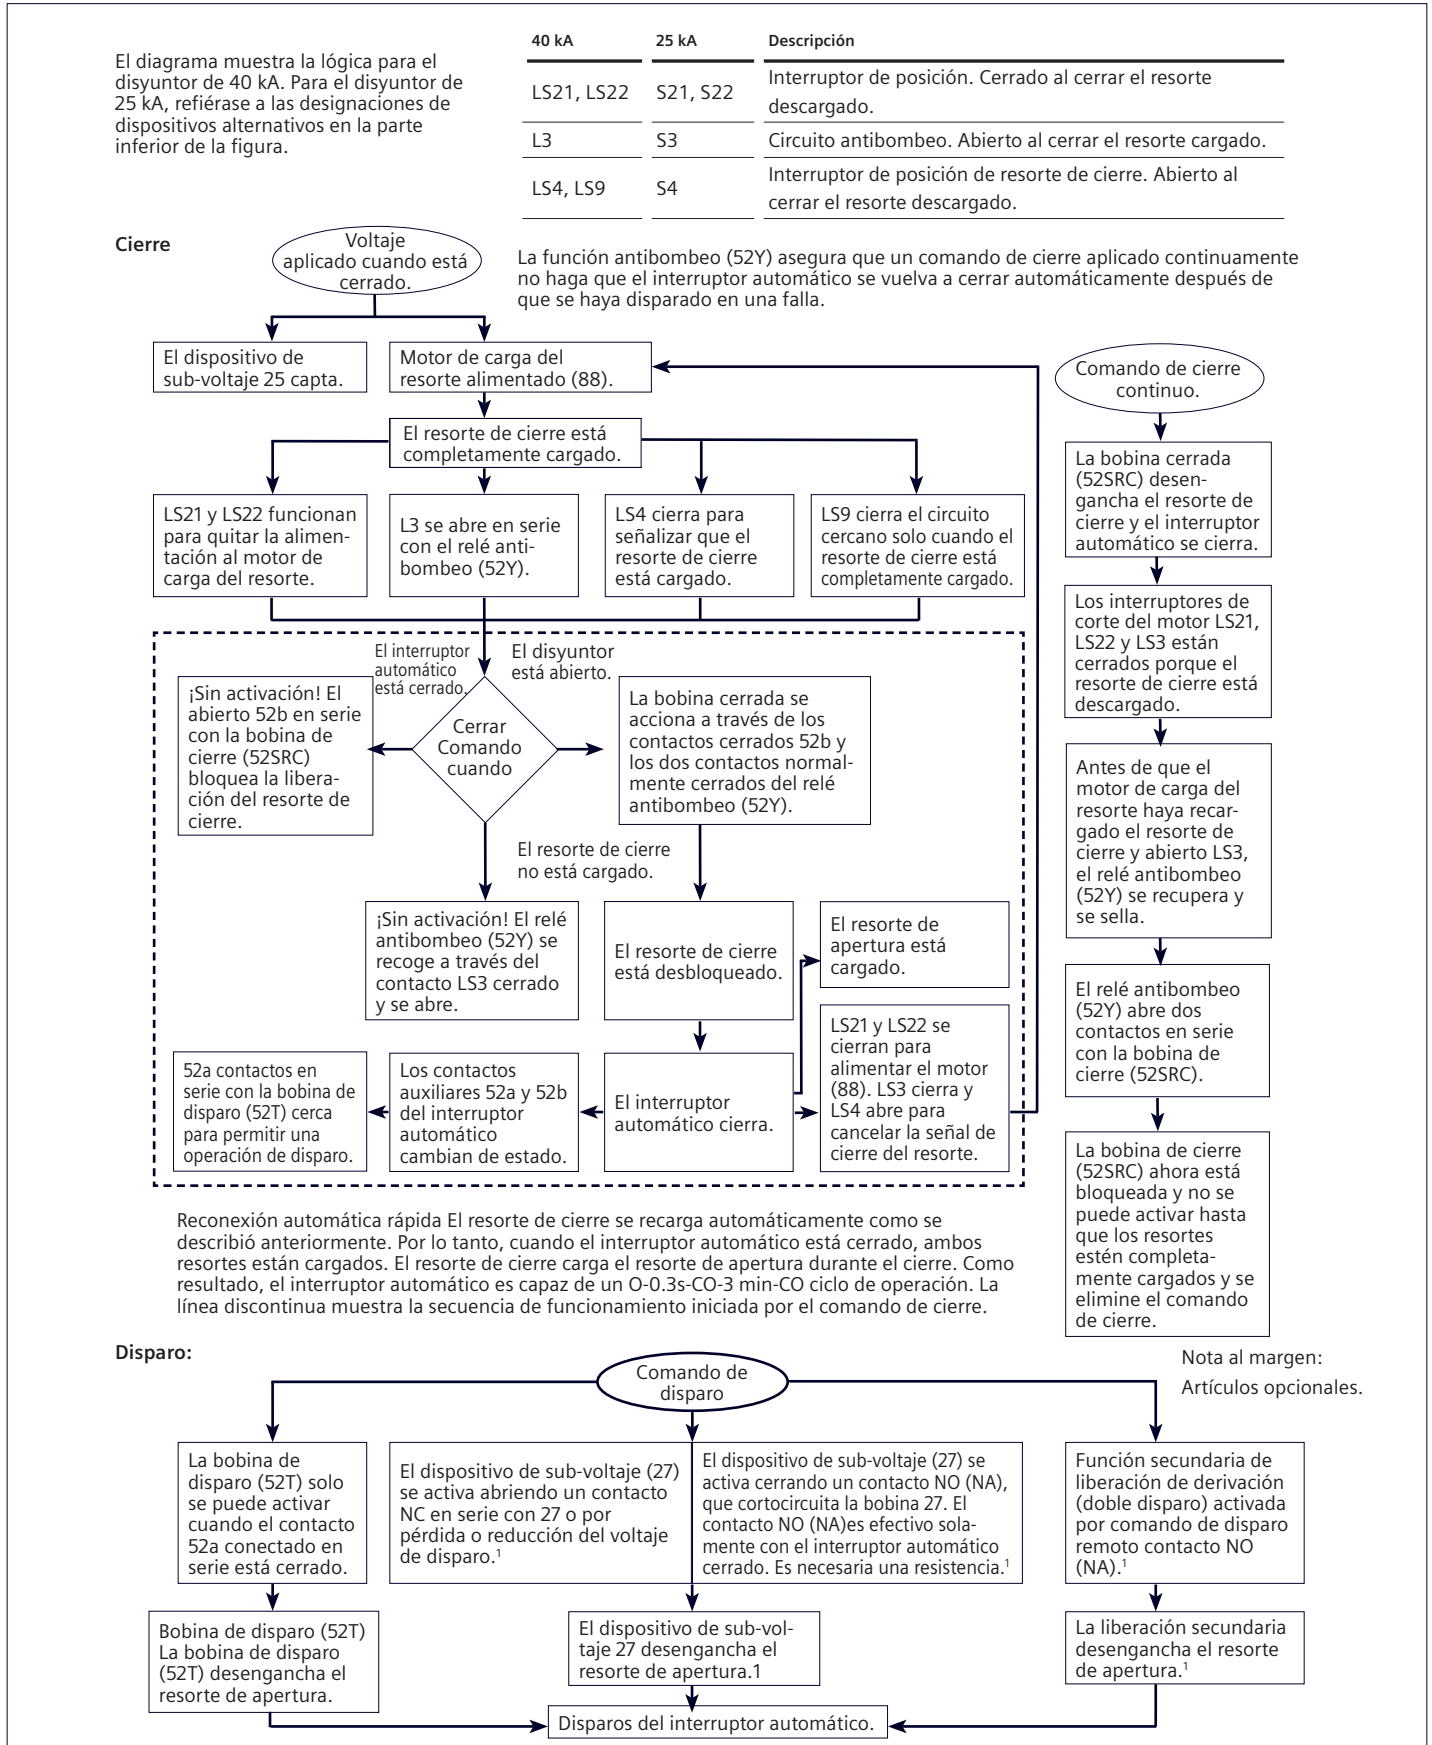 El diagrama muestra la lógica para el
disyuntor de 40 kA. Para el disyuntor de
25 kA, refiérase a las designaciones de
dispositivos alternativos en la parte
inferior de la figura.
40 kA 25 kA Descripción
LS21, LS22 S21, S22 Interruptor de posición. Cerrado al cerrar el resorte
descargado.
L3 S3 Circuito antibombeo. Abierto al cerrar el resorte cargado.
LS4, LS9 S4 Interruptor de posición de resorte de cierre. Abierto al
cerrar el resorte descargado.
Cierre
Voltaje
aplicado cuando está
cerrado.
La función antibombeo (52Y) asegura que un comando de cierre aplicado continuamente
no haga que el interruptor automático se vuelva a cerrar automáticamente después de
que se haya disparado en una falla.
El dispositivo de
sub-voltaje 25 capta.
Motor de carga del
resorte alimentado (88).
El resorte de cierre está
completamente cargado.
LS21 y LS22 funcionan
para quitar la alimen-
tación al motor de
carga del resorte.
L3 se abre en serie
con el relé anti-
bombeo (52Y).
LS4 cierra para
señalizar que el
resorte de cierre
está cargado.
LS9 cierra el circuito
cercano solo cuando el
resorte de cierre está
completamente cargado.
El interruptor
automático
está cerrado.
El disyuntor
está abierto.
¡Sin activación! El
abierto 52b en serie
con la bobina de
cierre (52SRC)
bloquea la libera-
ción del resorte de
cierre.
Cerrar
Comando
cuando
La bobina cerrada se
acciona a través de los
contactos cerrados 52b y
los dos contactos normal-
mente cerrados del relé
antibombeo (52Y).
El resorte de cierre
no está cargado.
¡Sin activación! El relé
antibombeo (52Y) se
recoge a través del
contacto LS3 cerrado
y se abre.
El resorte de cierre
está desbloqueado.
El resorte de
apertura está
cargado.
52a contactos en
serie con la bobina de
disparo (52T) cerca
para permitir una
operación de disparo.
Los contactos
auxiliares 52a y 52b
del interruptor
automático
cambian de estado.
El interruptor
automático cierra.
LS21 y LS22 se
cierran para
alimentar el motor
(88). LS3 cierra y
LS4 abre para
cancelar la señal de
cierre del resorte.
Comando de cierre
continuo.
La bobina cerrada
(52SRC) desen-
gancha el resorte de
cierre y el interruptor
automático se cierra.
Los interruptores de
corte del motor LS21,
LS22 y LS3 están
cerrados porque el
resorte de cierre está
descargado.
Antes de que el
motor de carga del
resorte haya recar-
gado el resorte de
cierre y abierto LS3,
el relé antibombeo
(52Y) se recupera y
se sella.
El relé antibombeo
(52Y) abre dos
contactos en serie
con la bobina de
cierre (52SRC).
La bobina de cierre
(52SRC) ahora está
bloqueada y no se
puede activar hasta
que los resortes
estén completa-
mente cargados y se
elimine el comando
de cierre.
Reconexión automática rápida El resorte de cierre se recarga automáticamente como se
describió anteriormente. Por lo tanto, cuando el interruptor automático está cerrado, ambos
resortes están cargados. El resorte de cierre carga el resorte de apertura durante el cierre. Como
resultado, el interruptor automático es capaz de un O-0.3s-CO-3 min-CO ciclo de operación. La
línea discontinua muestra la secuencia de funcionamiento iniciada por el comando de cierre.
Disparo:
Comando de
disparo
Nota al margen:
Artículos opcionales.
La bobina de
disparo (52T) solo
se puede activar
cuando el contacto
52a conectado en
serie está cerrado.
El dispositivo de sub-voltaje (27)
se activa abriendo un contacto
NC en serie con 27 o por
pérdida o reducción del voltaje
de disparo.¹
El dispositivo de sub-voltaje (27) se
activa cerrando un contacto NO (NA),
que cortocircuita la bobina 27. El
contacto NO (NA)es efectivo sola-
mente con el interruptor automático
cerrado. Es necesaria una resistencia.¹
Función secundaria de
liberación de derivación
(doble disparo) activada
por comando de disparo
remoto contacto NO
(NA).¹
Bobina de disparo (52T)
La bobina de disparo
(52T) desengancha el
resorte de apertura.
El dispositivo de sub-vol-
taje 27 desengancha el
resorte de apertura.1
La liberación secundaria
desengancha el resorte
de apertura.¹
Disparos del interruptor automático.